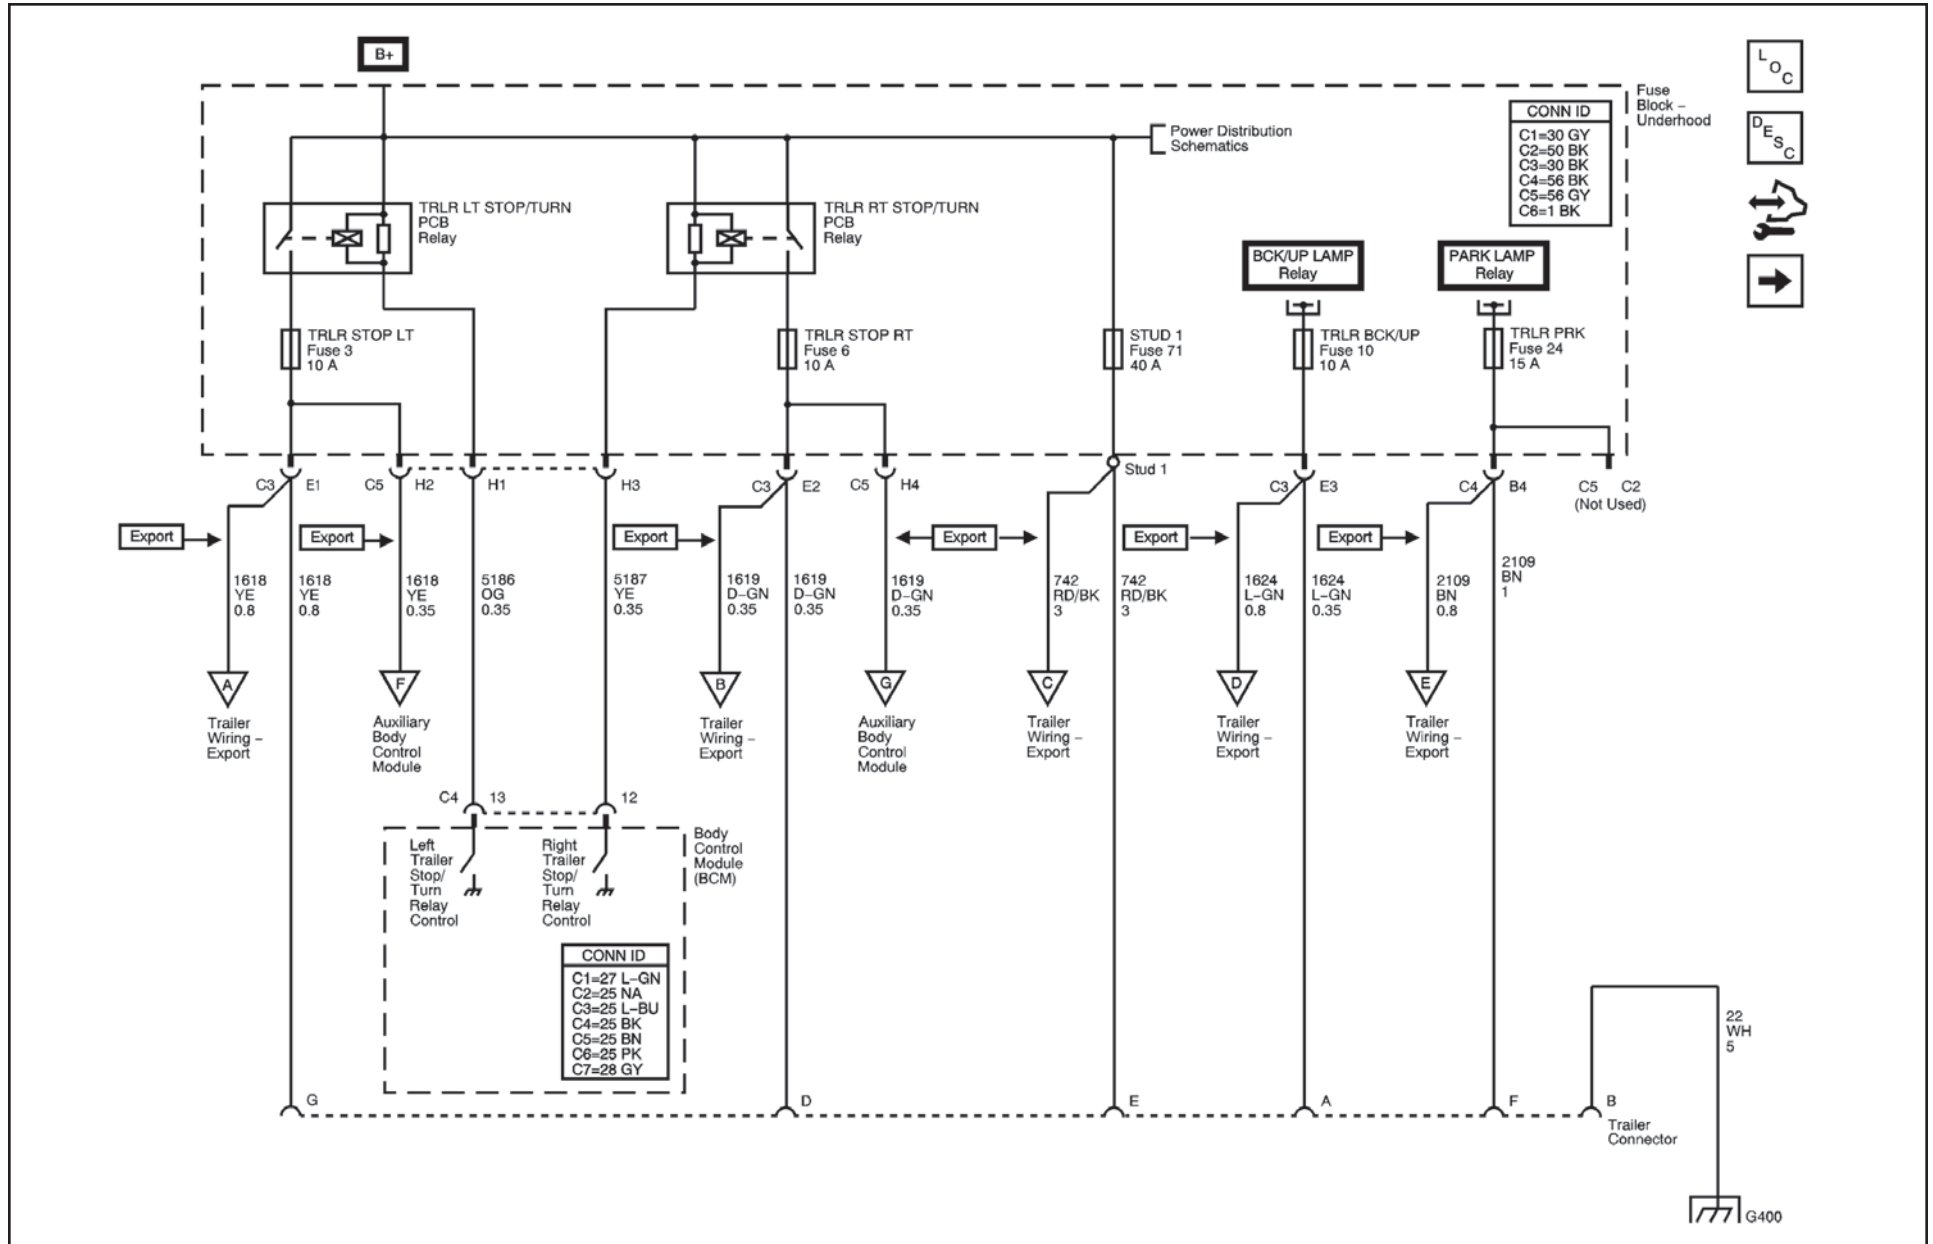 B+
L
O
C
D
E
S
C
Fuse
Block –
Underhood
CONN ID
C1=30 GY
C2=50 BK
C3=30 BK
C4=56 BK
C5=56 GY
C6=1 BK
Power Distribution
Schematics
TRLR LT STOP/TURN
PCB
Relay
TRLR RT STOP/TURN
PCB
Relay
BCK/UP LAMP
Relay
PARK LAMP
Relay
TRLR STOP LT
Fuse 3
10 A
TRLR STOP RT
Fuse 6
10 A
STUD 1
Fuse 71
40 A
TRLR BCK/UP
Fuse 10
10 A
TRLR PRK
Fuse 24
15 A
Stud 1
C3 E1
C5 H2
H1
H3
C3 E2
C5 H4
C3 E3
C4 B4
C5 C2
(Not Used)
Export
Export
Export
Export
Export
Export
1618
YE
0.8
1618
YE
0.8
1618
YE
0.35
5186
OG
0.35
5187
YE
0.35
1619
D–GN
0.35
1619
D–GN
0.35
1619
D–GN
0.35
742
RD/BK
3
742
RD/BK
3
1624
L–GN
0.8
1624
L–GN
0.35
2109
BN
0.8
2109
BN
1
A
Trailer
Wiring –
Export
F
Auxiliary
Body
Control
Module
B
Trailer
Wiring –
Export
G
Auxiliary
Body
Control
Module
C
Trailer
Wiring –
Export
D
Trailer
Wiring –
Export
E
Trailer
Wiring –
Export
C4 13
12
Left
Trailer
Stop/
Turn
Relay
Control
Right
Trailer
Stop/
Turn
Relay
Control
Body
Control
Module
(BCM)
CONN ID
C1=27 L–GN
C2=25 NA
C3=25 L–BU
C4=25 BK
C5=25 BN
C6=25 PK
C7=28 GY
22
WH
5
G
D
E
A
F
B
Trailer
Connector
G400